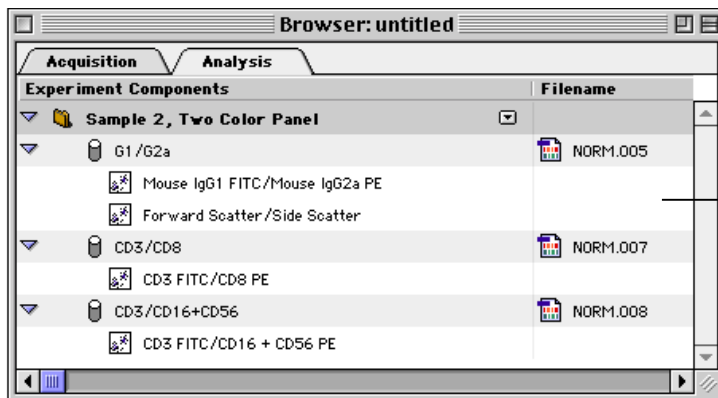 Browser: untitled
Acquisition Analysis
Experiment Components Filename
Sample 2, Two Color Panel
G1/G2a NORM.005
Mouse IgG1 FITC/Mouse IgG2a PE
Forward Scatter/Side Scatter
CD3/CD8 NORM.007
CD3 FITC/CD8 PE
CD3/CD16+CD56 NORM.008
CD3 FITC/CD16 + CD56 PE